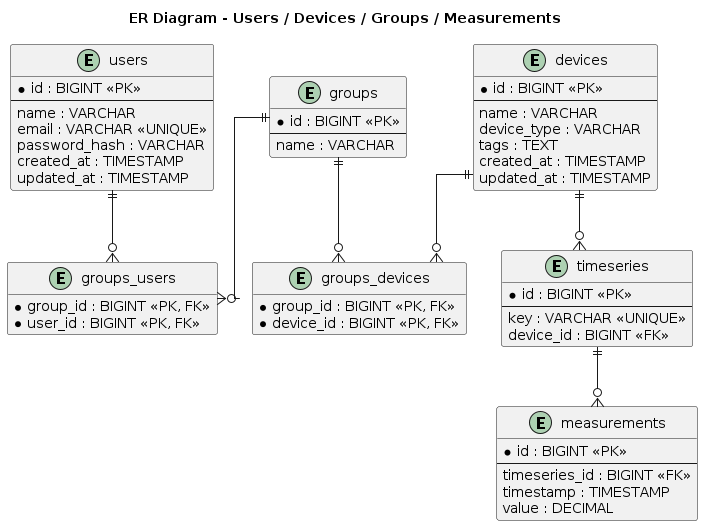 ER Diagram - Users / Devices / Groups / Measurements
E users
* id : BIGINT «PK»
name : VARCHAR
email : VARCHAR «UNIQUE»
password_hash : VARCHAR
created_at : TIMESTAMP
updated_at : TIMESTAMP
E groups
* id : BIGINT «PK»
name : VARCHAR
E devices
* id : BIGINT «PK»
name : VARCHAR
device_type : VARCHAR
tags : TEXT
created_at : TIMESTAMP
updated_at : TIMESTAMP
E groups_users
* group_id : BIGINT «PK, FK»
* user_id : BIGINT «PK, FK»
E groups_devices
* group_id : BIGINT «PK, FK»
* device_id : BIGINT «PK, FK»
E timeseries
* id : BIGINT «PK»
key : VARCHAR «UNIQUE»
device_id : BIGINT «FK»
E measurements
* id : BIGINT «PK»
timeseries_id : BIGINT «FK»
timestamp : TIMESTAMP
value : DECIMAL